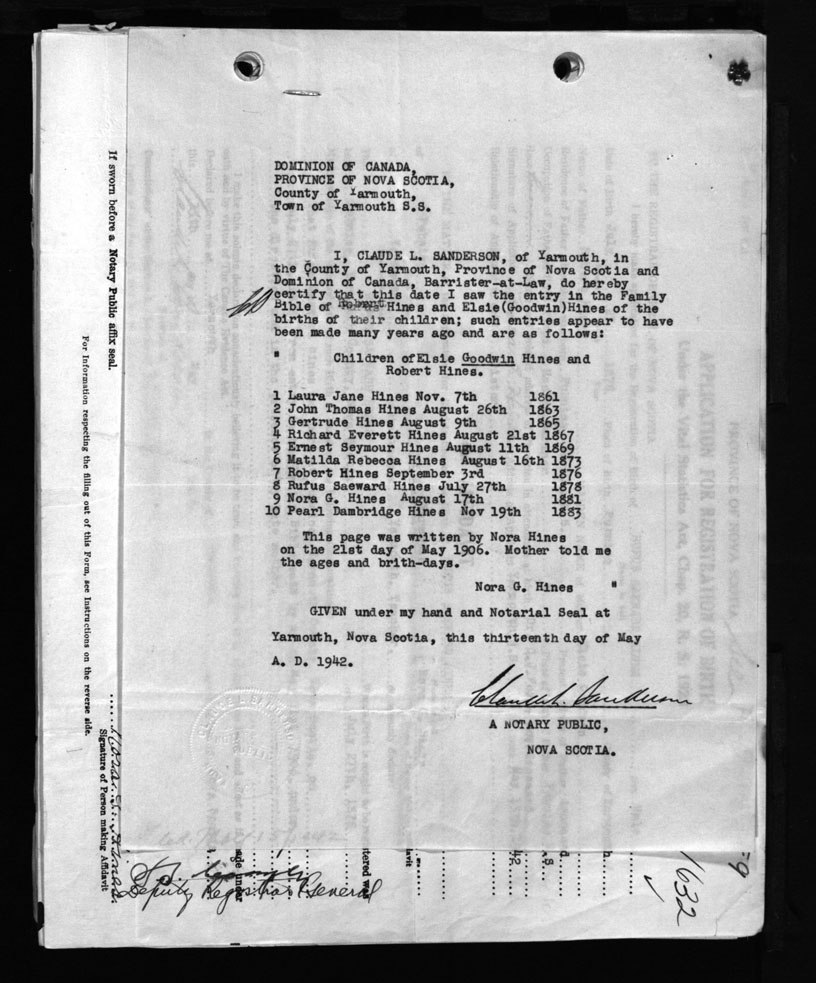 DOMINION OF CANADA,
PROVINCE OF NOVA SCOTIA,
County of Yarmouth,
Town of Yarmouth S.S.
I, CLAUDE L. SANDERSON, of Yarmouth, in
the County of Yarmouth, Province of Nova Scotia and
Dominion of Canada, Barrister-at-Law, do hereby
certify that this date I saw the entry in the Family
Bible of Robert Hines and Elsie(Goodwin)Hines of the
births of their children; such entries appear to have
been made many years ago and are as follows:
" Children ofElsie Goodwin Hines and
Robert Hines.
1 Laura Jane Hines Nov. 7th 1861
2 John Thomas Hines August 26th 1863
3 Gertrude Hines August 9th 1865
4 Richard Everett Hines August 21st 1867
5 Ernest Seymour Hines August 11th 1869
6 Matilda Rebecca Hines August 16th 1873
7 Robert Hines September 3rd 1876
8 Rufus Saeward Hines July 27th 1878
9 Nora G. Hines August 17th 1881
10 Pearl Dambridge Hines Nov 19th 1883
This page was written by Nora Hines
on the 21st day of May 1906. Mother told me
the ages and brith-days.
Nora G. Hines "
GIVEN under my hand and Notarial Seal at
Yarmouth, Nova Scotia, this thirteenth day of May
A. D. 1942.
Claude L. Sanderson
A NOTARY PUBLIC,
NOVA SCOTIA.
If sworn before a Notary Public affix seal.
For Information respecting the filling out of this Form, see Instructions on the reverse side.
Signature of Person making Affidavit
Deputy Registrar General
1632